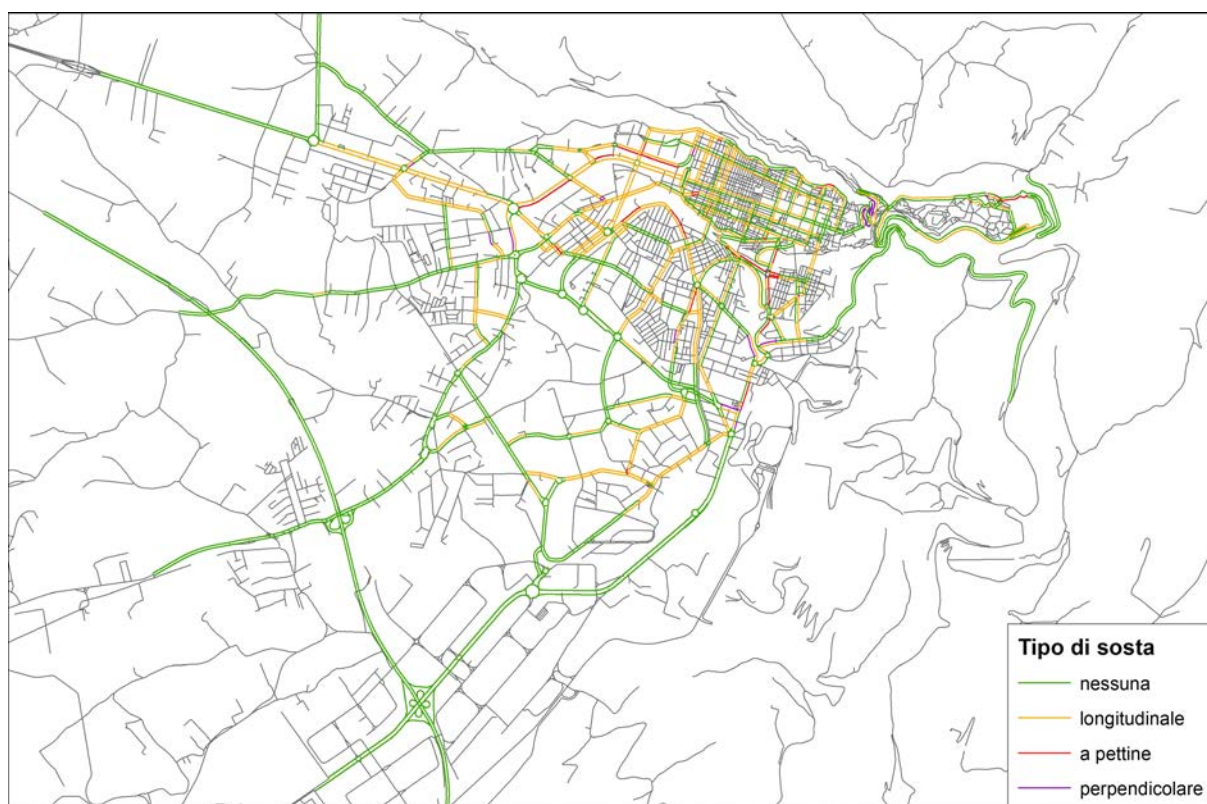 Tipo di sosta
nessuna
longitudinale
a pettine
perpendicolare